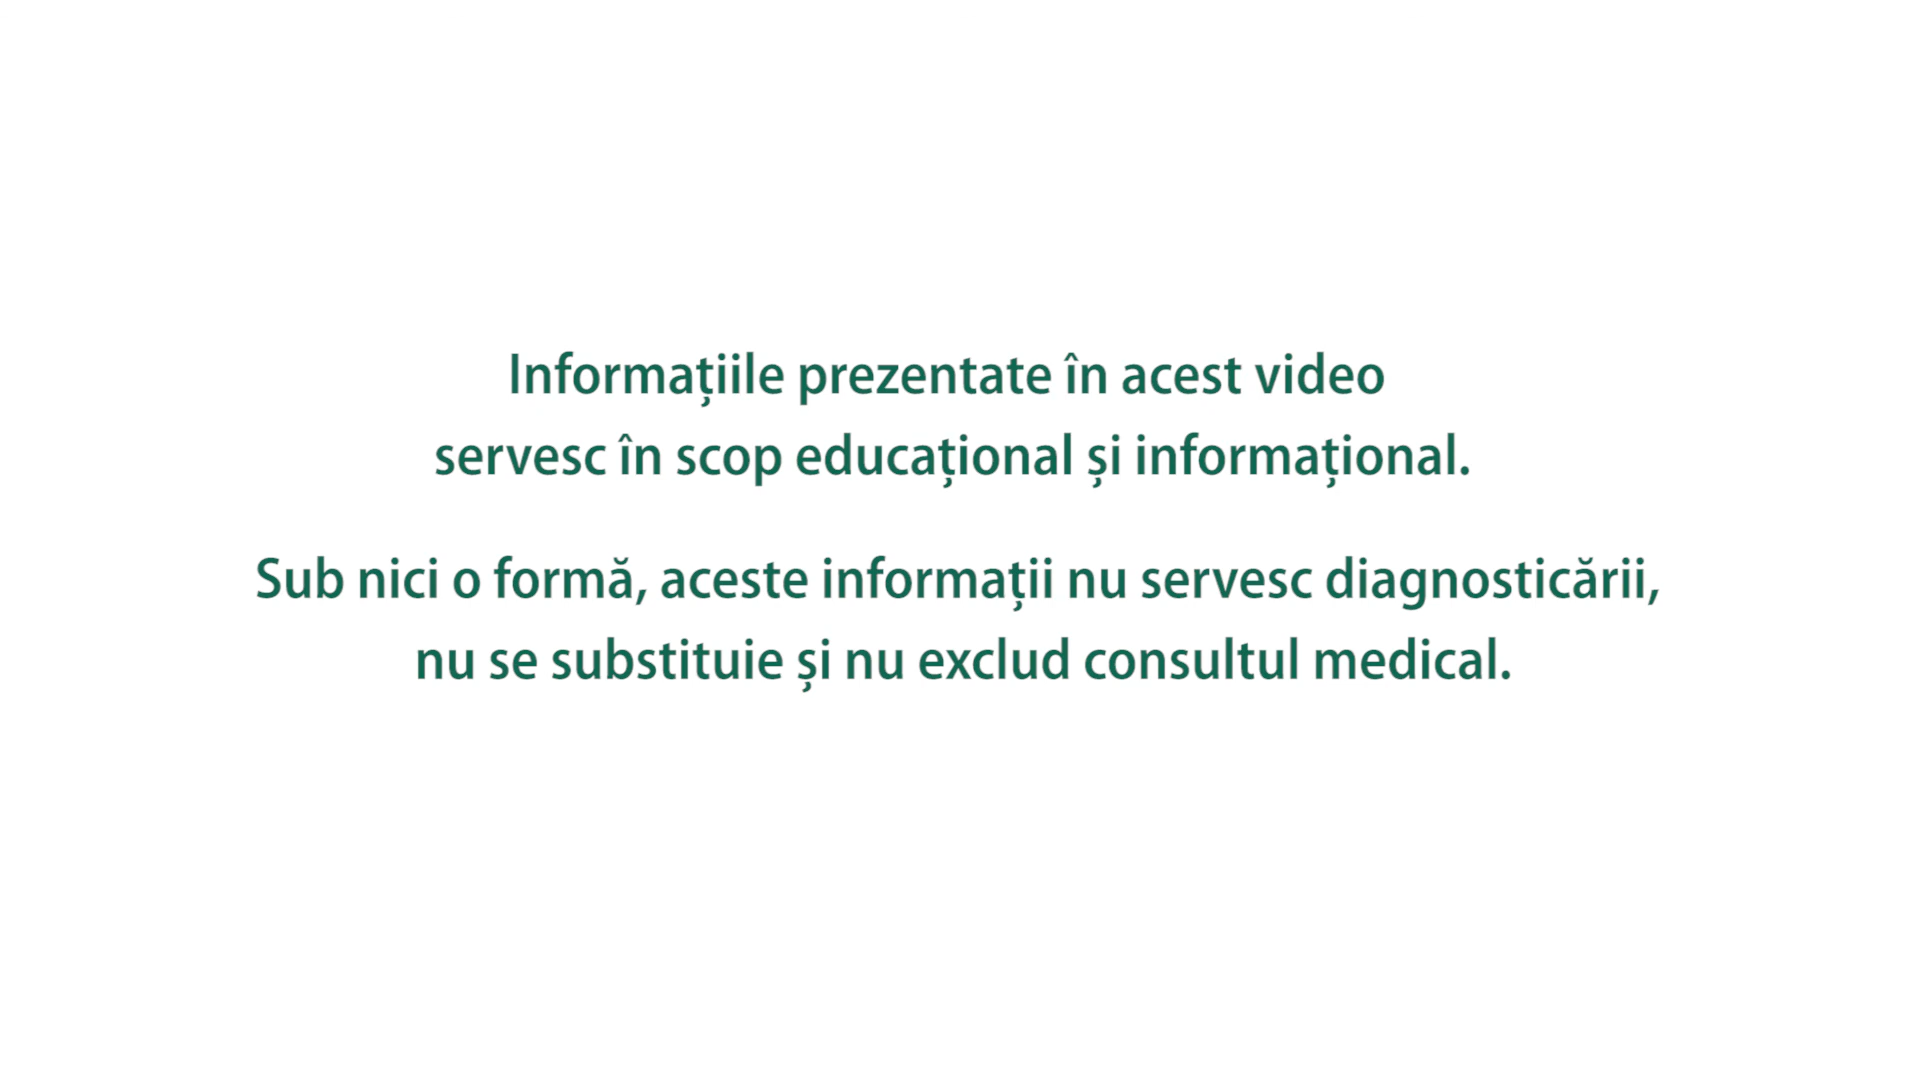 Informațiile prezentate în acest video
servesc în scop educațional și informațional.
Sub nici o formă, aceste informații nu servesc diagnosticării,
nu se substituie și nu exclud consultul medical.